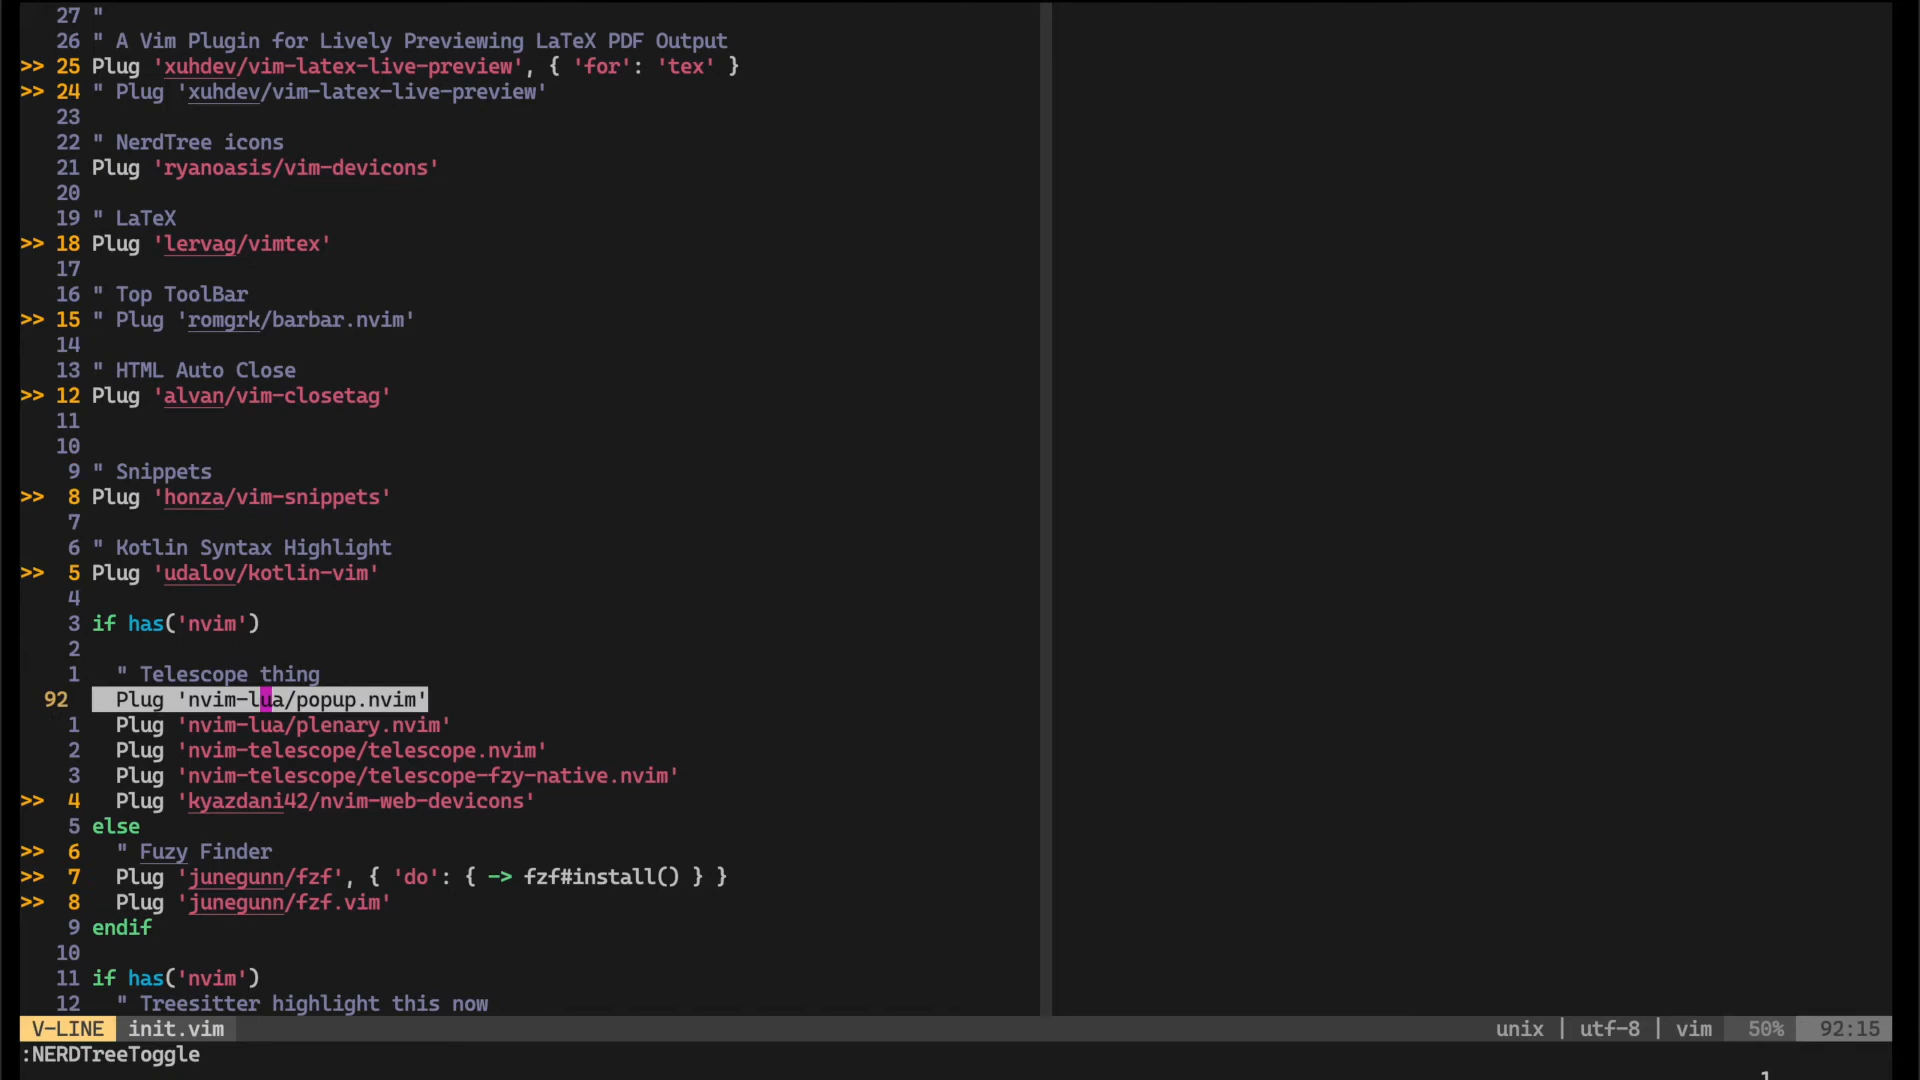 27 "
26 " A Vim Plugin for Lively Previewing LaTeX PDF Output
>> 25 Plug 'xuhdev/vim-latex-live-preview', { 'for': 'tex' }
>> 24 " Plug 'xuhdev/vim-latex-live-preview'
23
22 " NerdTree icons
21 Plug 'ryanoasis/vim-devicons'
20
19 " LaTeX
>> 18 Plug 'lervag/vimtex'
17
16 " Top ToolBar
>> 15 " Plug 'romgrk/barbar.nvim'
14
13 " HTML Auto Close
>> 12 Plug 'alvan/vim-closetag'
11
10
9 " Snippets
>> 8 Plug 'honza/vim-snippets'
7
6 " Kotlin Syntax Highlight
>> 5 Plug 'udalov/kotlin-vim'
4
3 if has('nvim')
2
1 " Telescope thing
92 Plug 'nvim-lua/popup.nvim'
1 Plug 'nvim-lua/plenary.nvim'
2 Plug 'nvim-telescope/telescope.nvim'
3 Plug 'nvim-telescope/telescope-fzy-native.nvim'
>> 4 Plug 'kyazdani42/nvim-web-devicons'
5 else
>> 6 " Fuzy Finder
>> 7 Plug 'junegunn/fzf', { 'do': { -> fzf#install() } }
>> 8 Plug 'junegunn/fzf.vim'
9 endif
10
11 if has('nvim')
12 " Treesitter highlight this now
V-LINE init.vim unix | utf-8 | vim 50% 92:15
:NERDTreeToggle
1